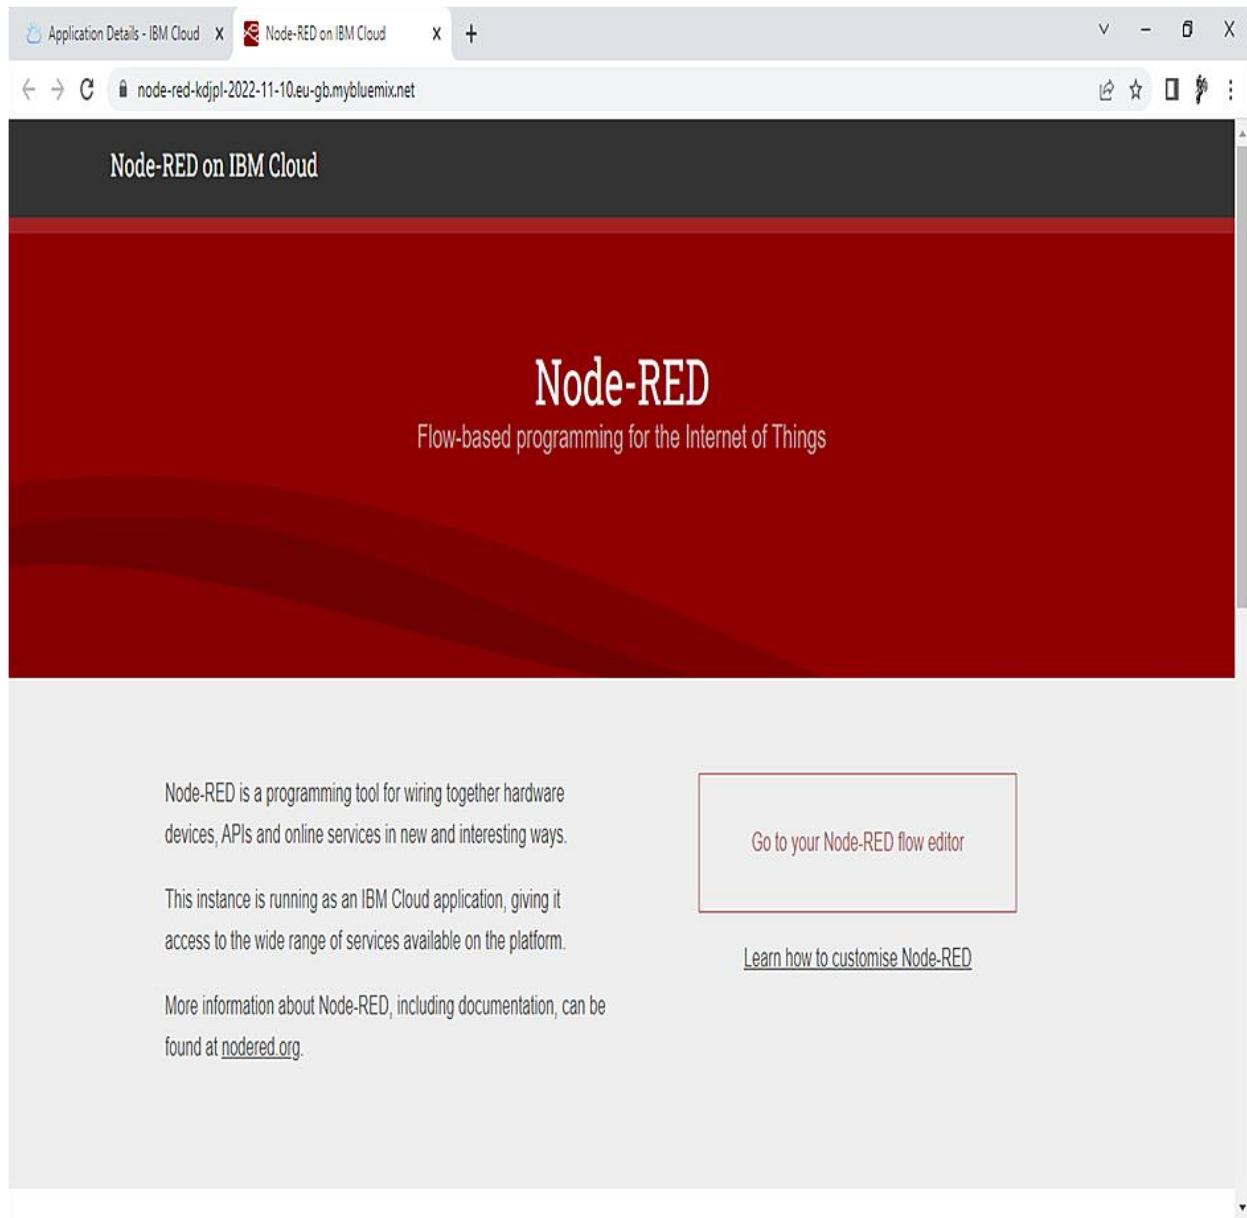 Application Details - IBM Cloud
Node-RED on IBM Cloud
node-red-kdjpl-2022-11-10.eu-gb.mybluemix.net
Node-RED on IBM Cloud
Node-RED
Flow-based programming for the Internet of Things
Node-RED is a programming tool for wiring together hardware
devices, APIs and online services in new and interesting ways.
This instance is running as an IBM Cloud application, giving it
access to the wide range of services available on the platform.
More information about Node-RED, including documentation, can be
found at nodered.org.
Go to your Node-RED flow editor
Learn how to customise Node-RED